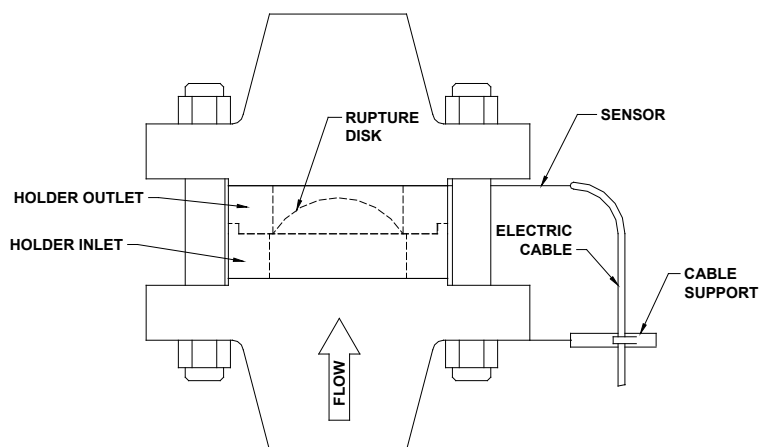 RUPTURE
DISK
SENSOR
HOLDER OUTLET
ELECTRIC
CABLE
HOLDER INLET
CABLE
SUPPORT
FLOW